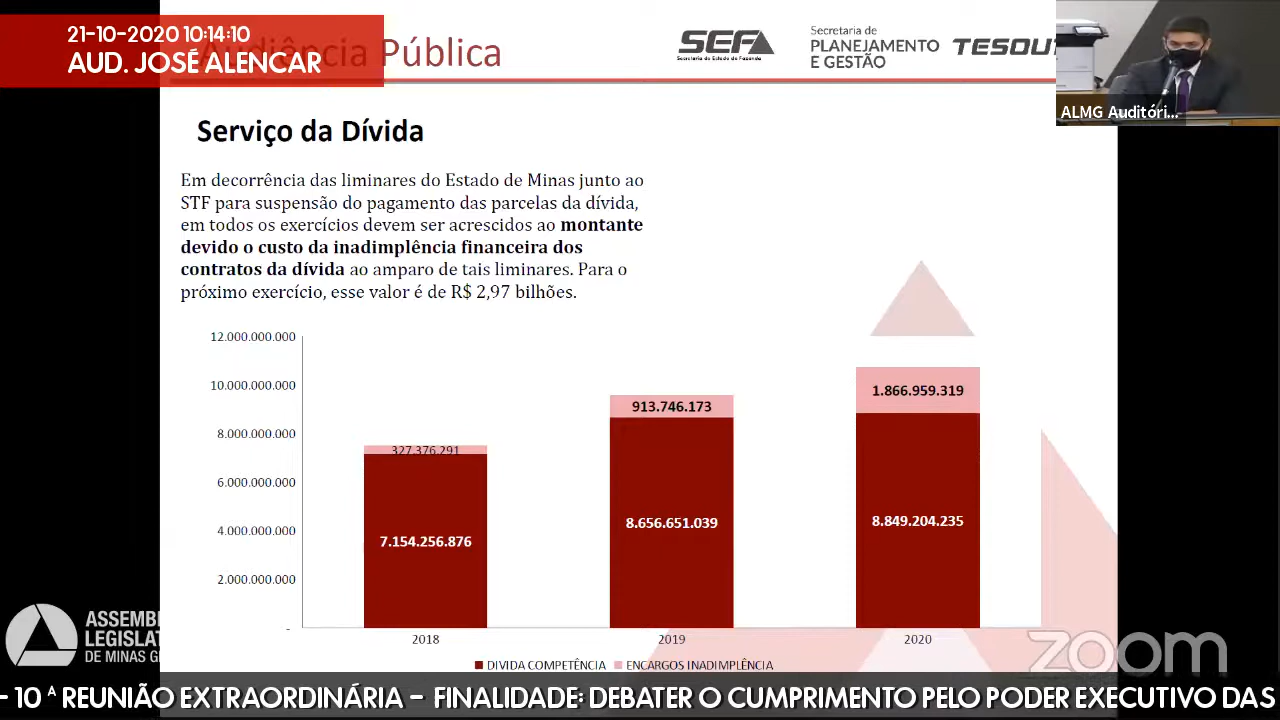 21-10-2020 10:14:10
AUD. JOSÉ ALENCAR
Audiência Pública
SEFA
Secretaria de Estado de Fazenda
Secretaria de
PLANEJAMENTO
E GESTÃO
ALMG Auditóri...
Serviço da Dívida
Em decorrência das liminares do Estado de Minas junto ao
STF para suspensão do pagamento das parcelas da dívida,
em todos os exercícios devem ser acrescidos ao montante
devido o custo da inadimplência financeira dos
contratos da dívida ao amparo de tais liminares. Para o
próximo exercício, esse valor é de R$ 2,97 bilhões.
12.000.000.000
10.000.000.000
8.000.000.000
6.000.000.000
4.000.000.000
2.000.000.000
-
327.376.291
7.154.256.876
913.746.173
8.656.651.039
1.866.959.319
8.849.204.235
2018 2019 2020
DIVIDA COMPETÊNCIA ENCARGOS INADIMPLÊNCIA
DE MINAS
zoom
- 10ª REUNIÃO EXTRAORDINÁRIA - FINALIDADE: DEBATER O CUMPRIMENTO PELO PODER EXECUTIVO DAS